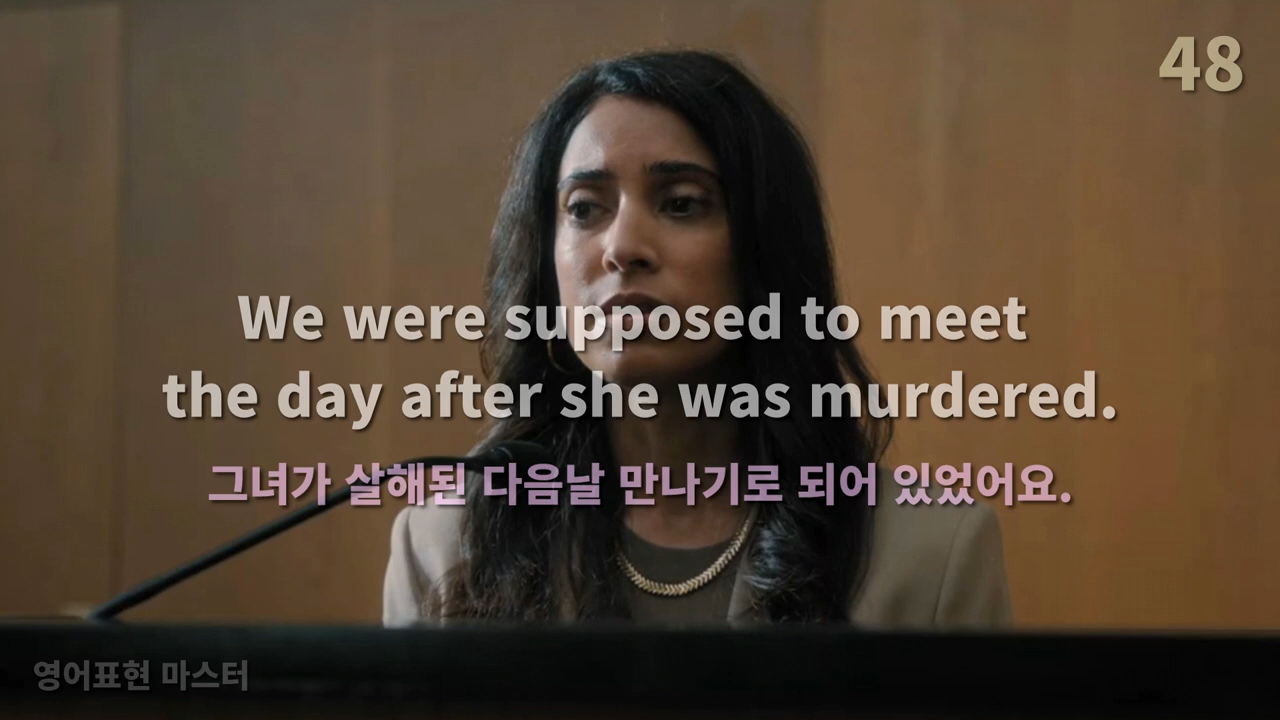 48
We were supposed to meet
the day after she was murdered.
그녀가 살해된 다음날 만나기로 되어 있었어요.
영어표현 마스터